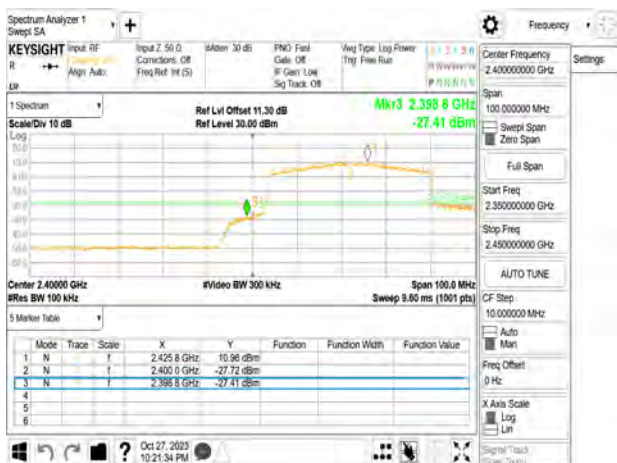 Spectrum Analyzer 1
Swept SA
+
Frequency
KEYSIGHT
R
Input: RF
Align: Auto
Input Z: 50 Ω
Corrections: Off
Freq Ref: Int (S)
#Atten: 30 dB
PNO: Fast
Gate: Off
IF Gain: Low
Sig Track: Off
Avg Type: Log-Power
Trig: Free Run
1 Spectrum
Scale/Div 10 dB
Ref Lvl Offset 11.30 dB
Ref Level 30.00 dBm
Mkr3 2.398 8 GHz
-27.41 dBm
Log
Center 2.40000 GHz
#Res BW 100 kHz
#Video BW 300 kHz
Span 100.0 MHz
Sweep 9.60 ms (1001 pts)
5 Marker Table
Mode Trace Scale X Y Function Function Width Function Value
1 N f 2.425 8 GHz 10.96 dBm
2 N f 2.400 0 GHz -27.72 dBm
3 N f 2.398 8 GHz -27.41 dBm
4
5
6
?
Oct 27, 2023
10:21:34 PM
Center Frequency
2.400000000 GHz
Settings
Span
100.000000 MHz
Swept Span
Zero Span
Full Span
Start Freq
2.350000000 GHz
Stop Freq
2.450000000 GHz
AUTO TUNE
CF Step
10.000000 MHz
Auto
Man
Freq Offset
0 Hz
X Axis Scale
Log
Lin
Signal Track